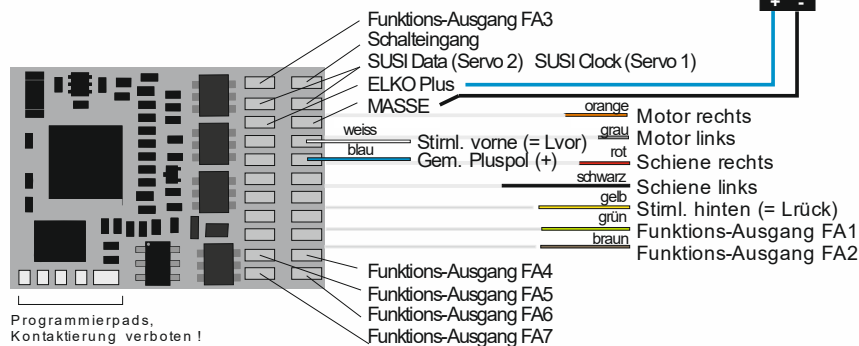 + -
Funktions-Ausgang FA3
Schalteingang
SUSI Data (Servo 2) SUSI Clock (Servo 1)
ELKO Plus
MASSE
orange
Motor rechts
weiss
Stirnl. vorne (= Lvor)
grau
Motor links
blau
Gem. Pluspol (+)
rot
Schiene rechts
schwarz
Schiene links
gelb
Stirnl. hinten (= Lrück)
grün
Funktions-Ausgang FA1
braun
Funktions-Ausgang FA2
Funktions-Ausgang FA4
Funktions-Ausgang FA5
Funktions-Ausgang FA6
Funktions-Ausgang FA7
Programmierpads,
Kontaktierung verboten !